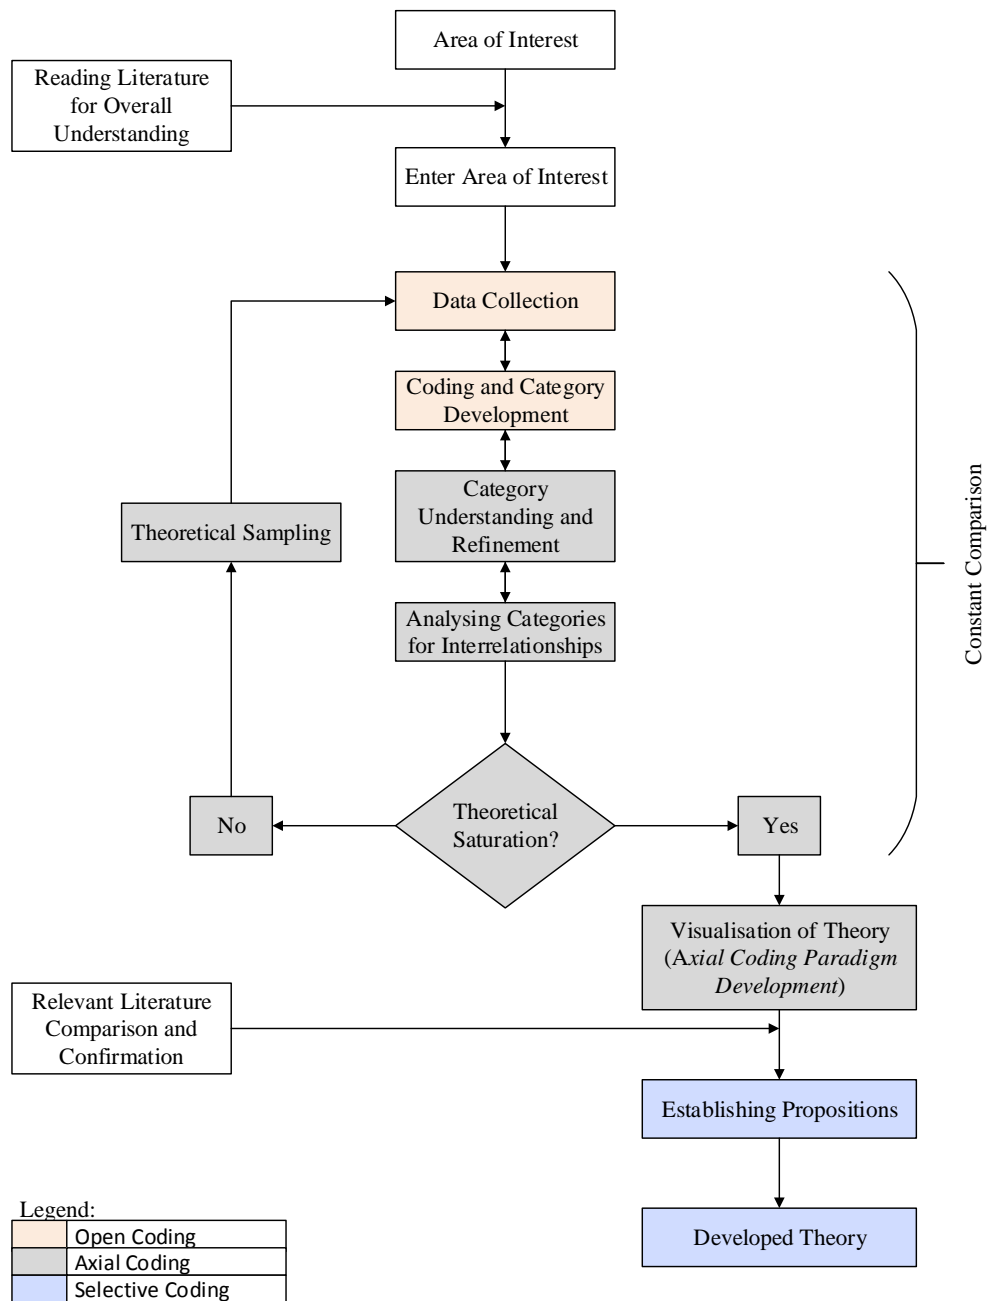 Area of Interest
Reading Literature
for Overall
Understanding
Enter Area of Interest
Data Collection
Coding and Category
Development
Category
Understanding and
Refinement
Theoretical Sampling
Analysing Categories
for Interrelationships
Constant Comparison
Theoretical
Saturation?
No
Yes
Visualisation of Theory
(Axial Coding Paradigm
Development)
Relevant Literature
Comparison and
Confirmation
Establishing Propositions
Developed Theory
Legend:
Open Coding
Axial Coding
Selective Coding